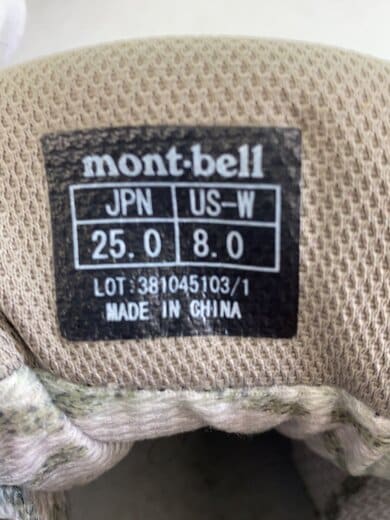 mont-bell
JPN US-W
25.0 8.0
LOT:381045103/1
MADE IN CHINA